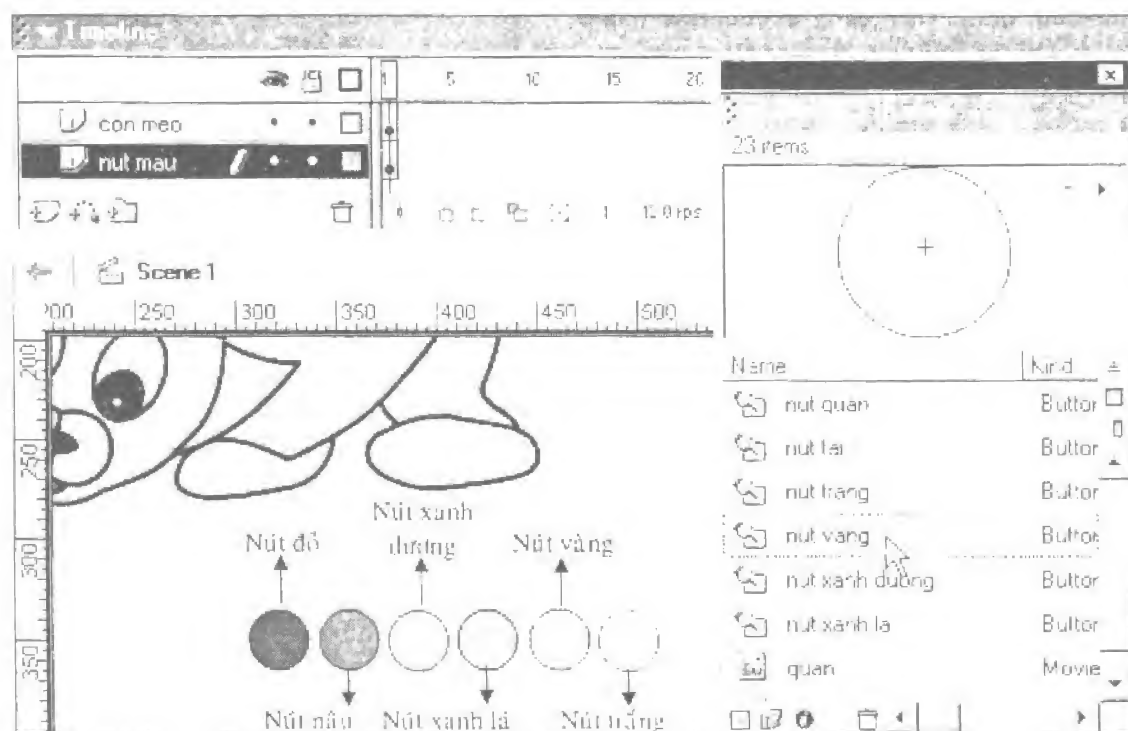 Timeline
1 5 10 15 20
con meo
nut mau
23 items
Scene 1
250 300 350 400 450 500
200
250
300
350
Name Kind
nut quan Button
nut tai Button
nut trang Button
nut vang Button
nut xanh duong Button
nut xanh la Button
quan Movie
Nút đỏ
Nút xanh
dương
Nút vàng
Nút nâu
Nút xanh lá
Nút trắng